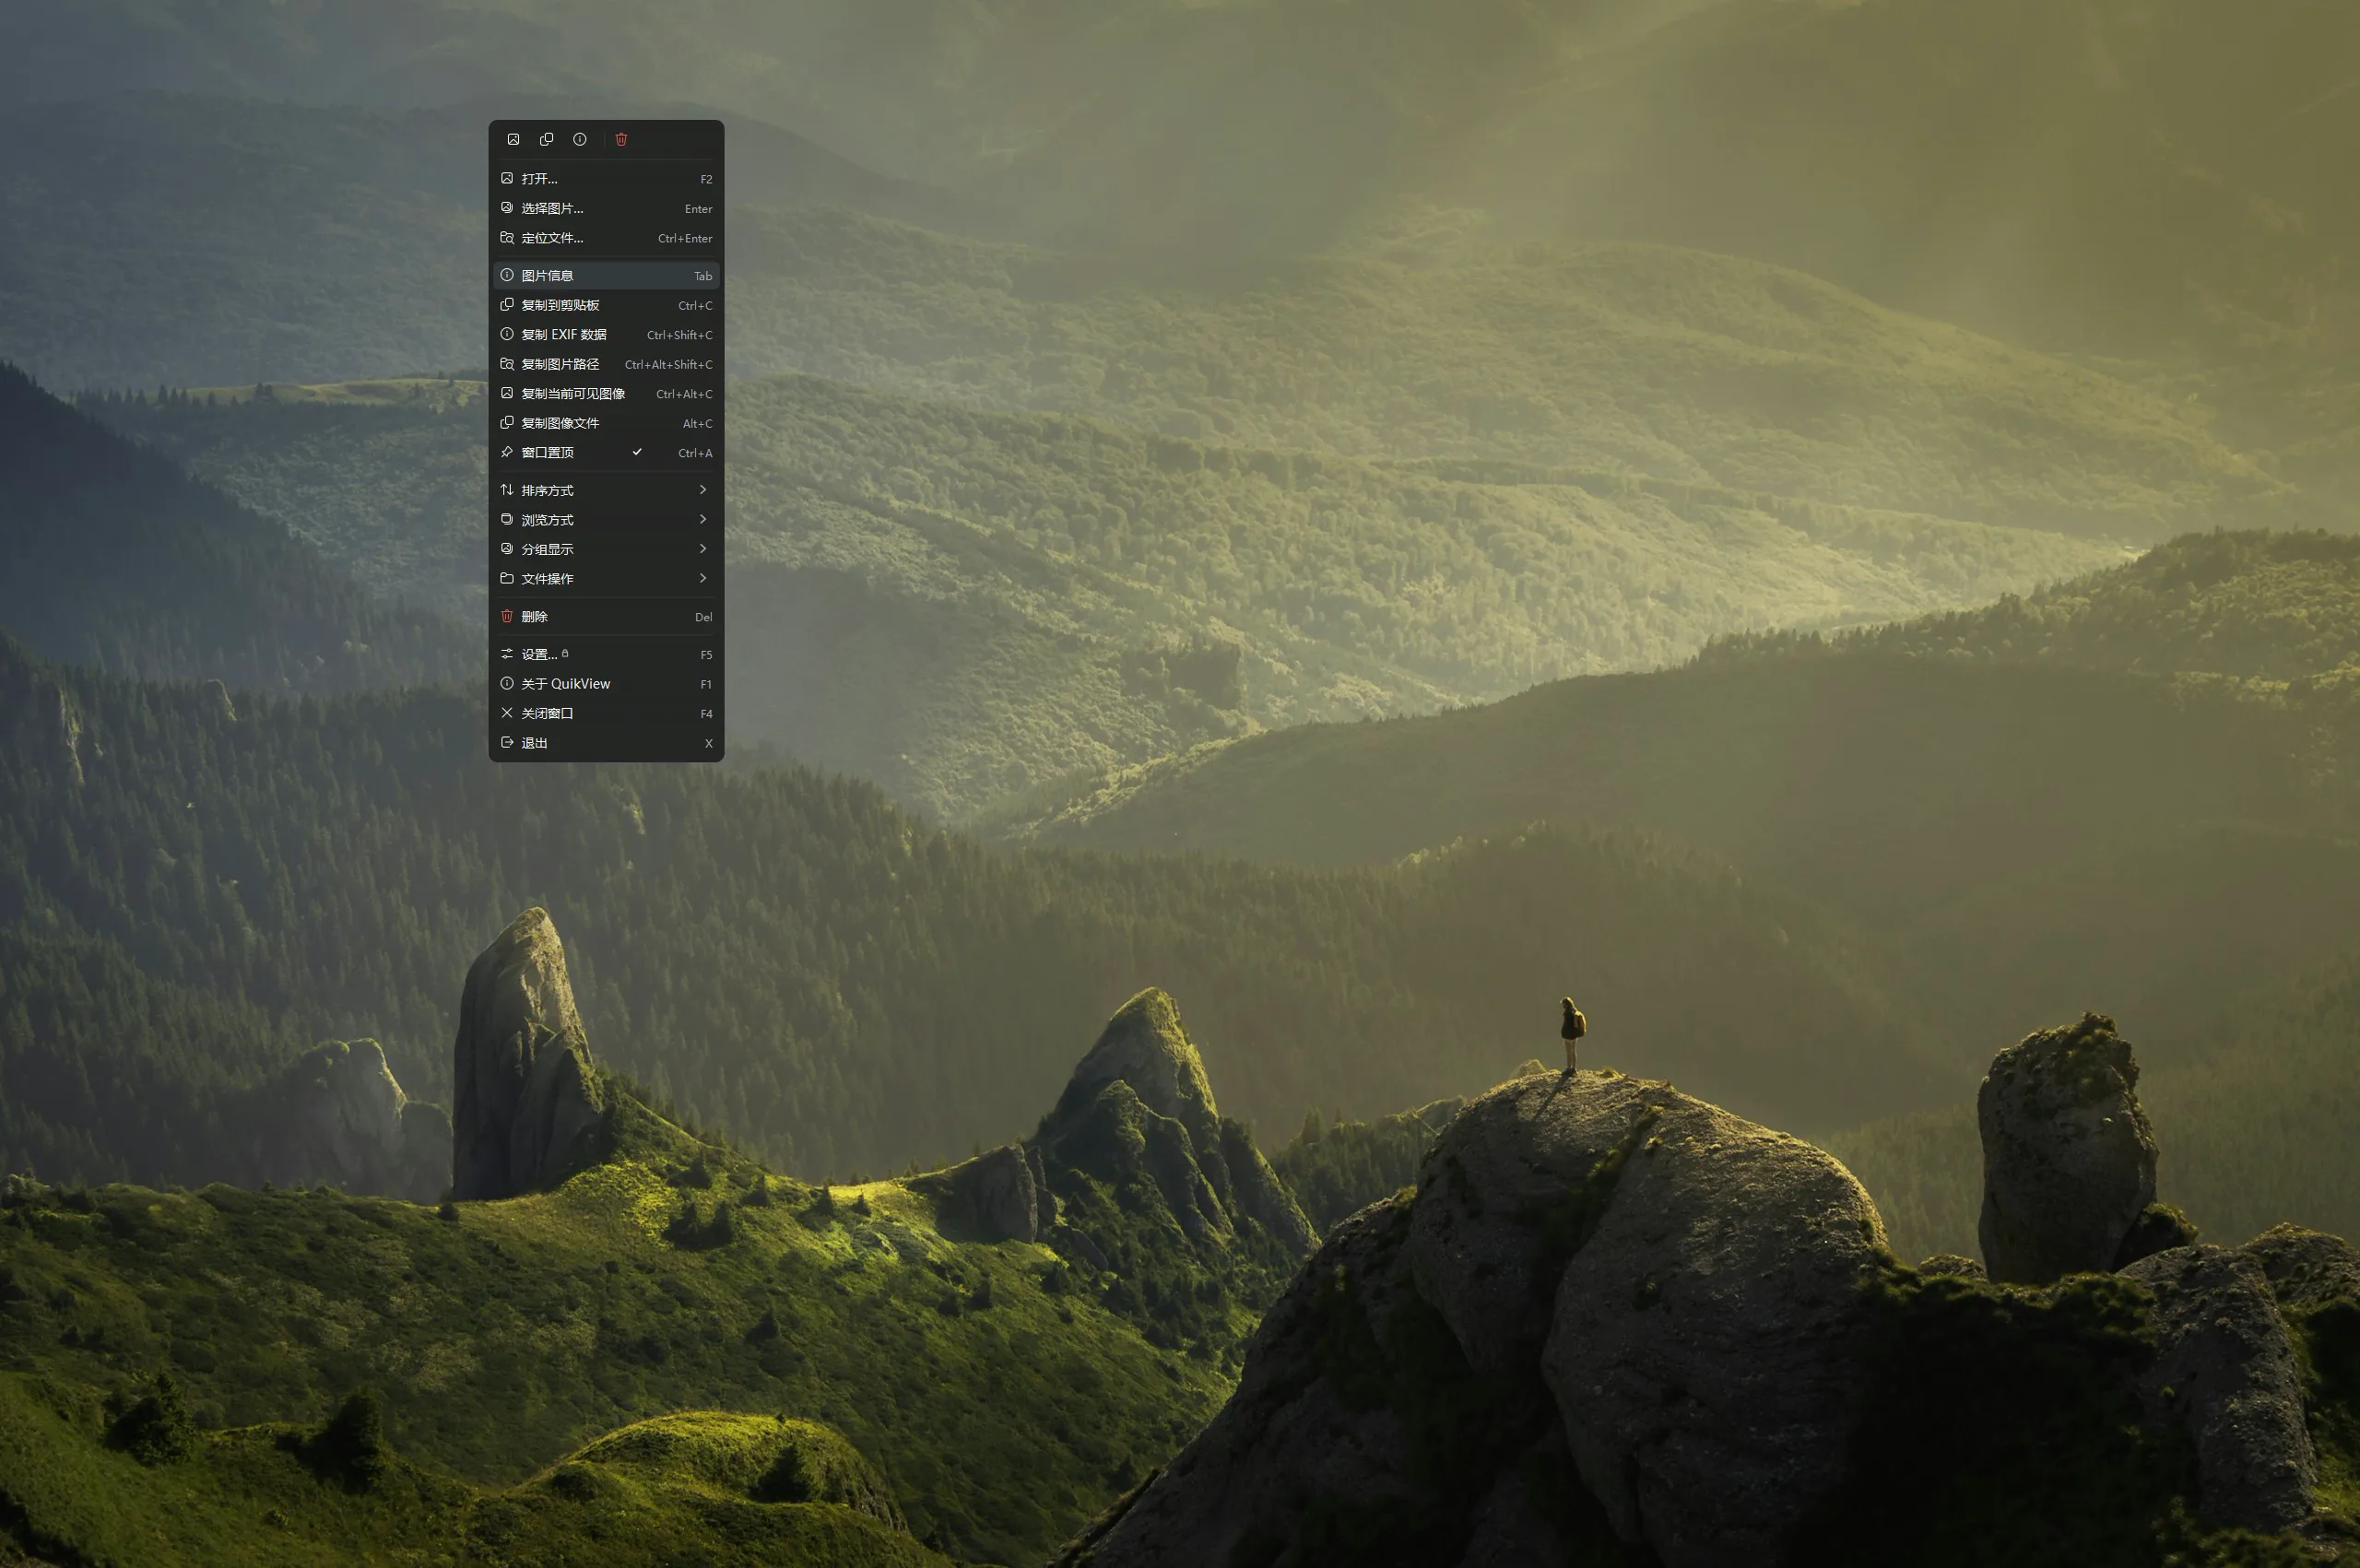 打开... F2
选择图片... Enter
定位文件... Ctrl+Enter
图片信息 Tab
复制到剪贴板 Ctrl+C
复制 EXIF 数据 Ctrl+Shift+C
复制图片路径 Ctrl+Alt+Shift+C
复制当前可见图像 Ctrl+Alt+C
复制图像文件 Alt+C
窗口置顶 Ctrl+A
排序方式
浏览方式
分组显示
文件操作
删除 Del
设置... F5
关于 QuikView F1
关闭窗口 F4
退出 X